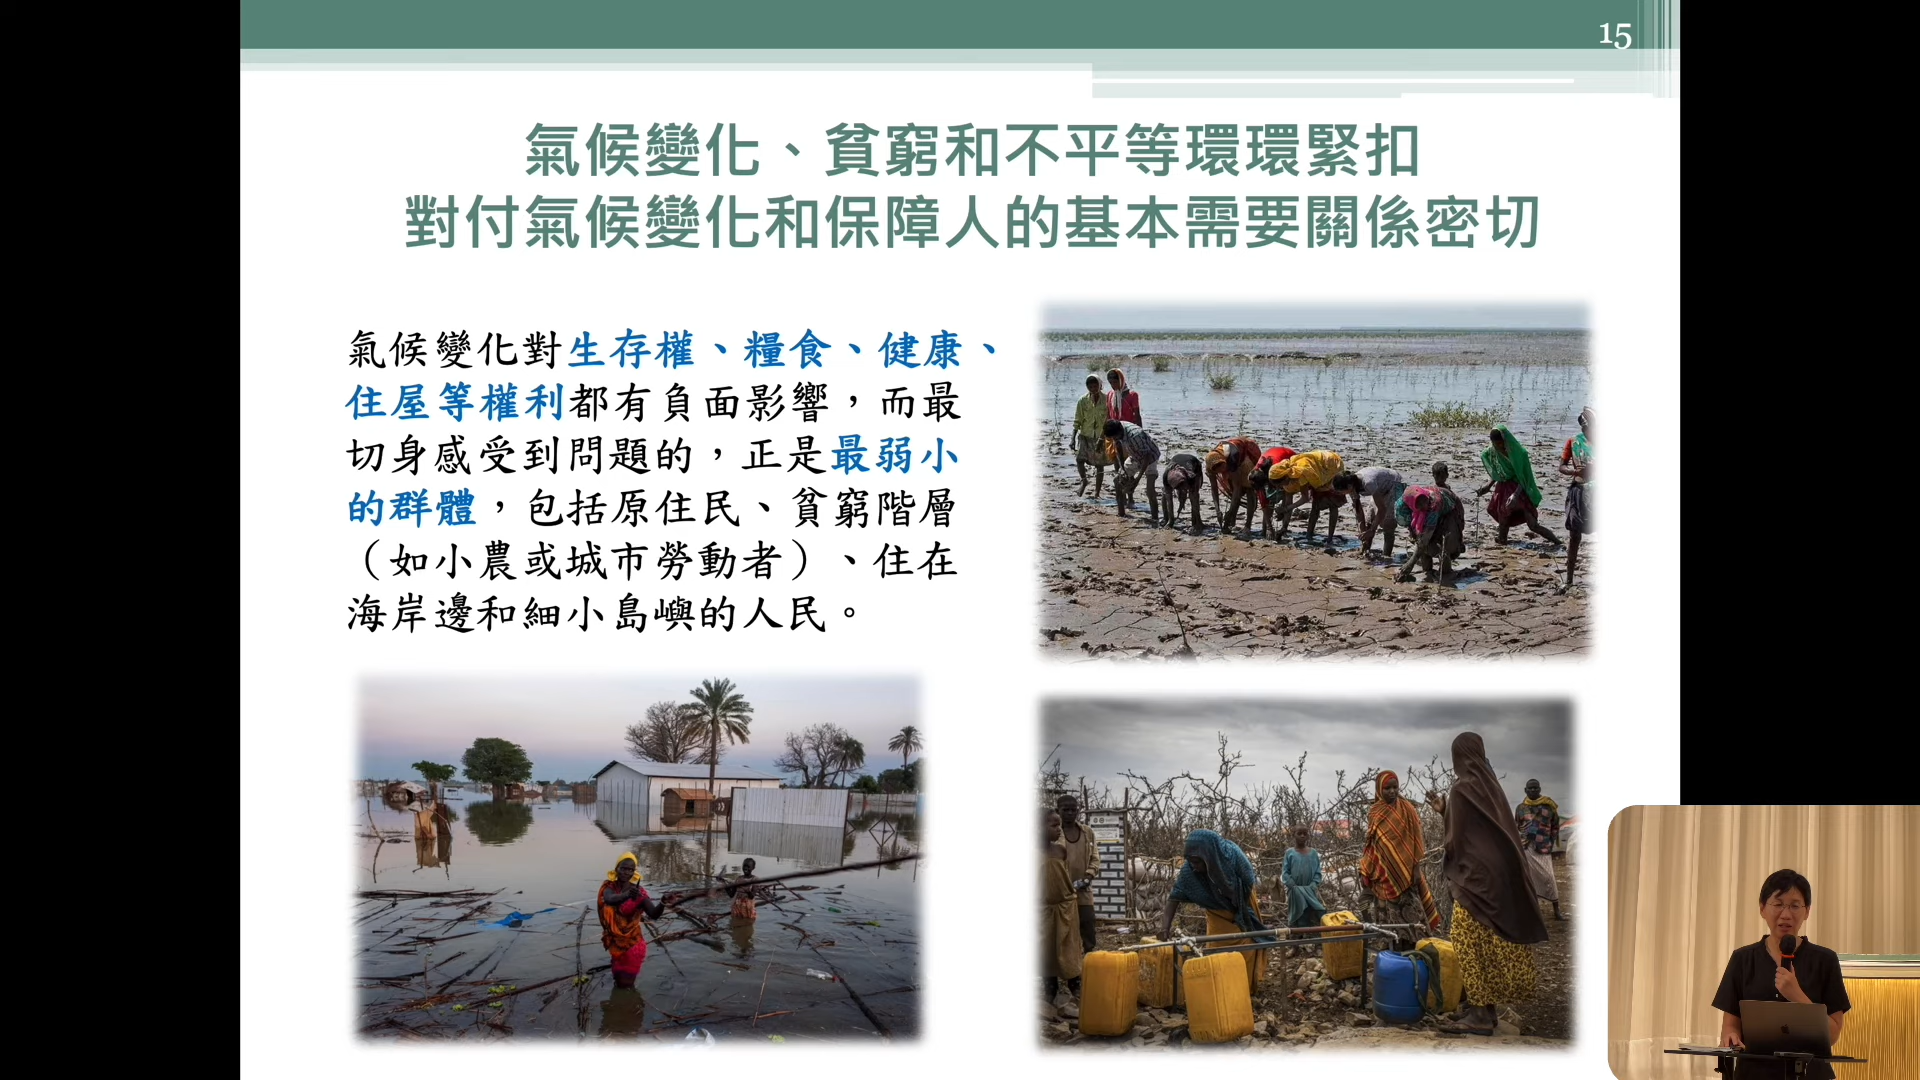 15
氣候變化、貧窮和不平等環環緊扣
對付氣候變化和保障人的基本需要關係密切
氣候變化對生存權、糧食、健康、
住屋等權利都有負面影響，而最
切身感受到問題的，正是最弱小
的群體，包括原住民、貧窮階層
（如小農或城市勞動者）、住在
海岸邊和細小島嶼的人民。